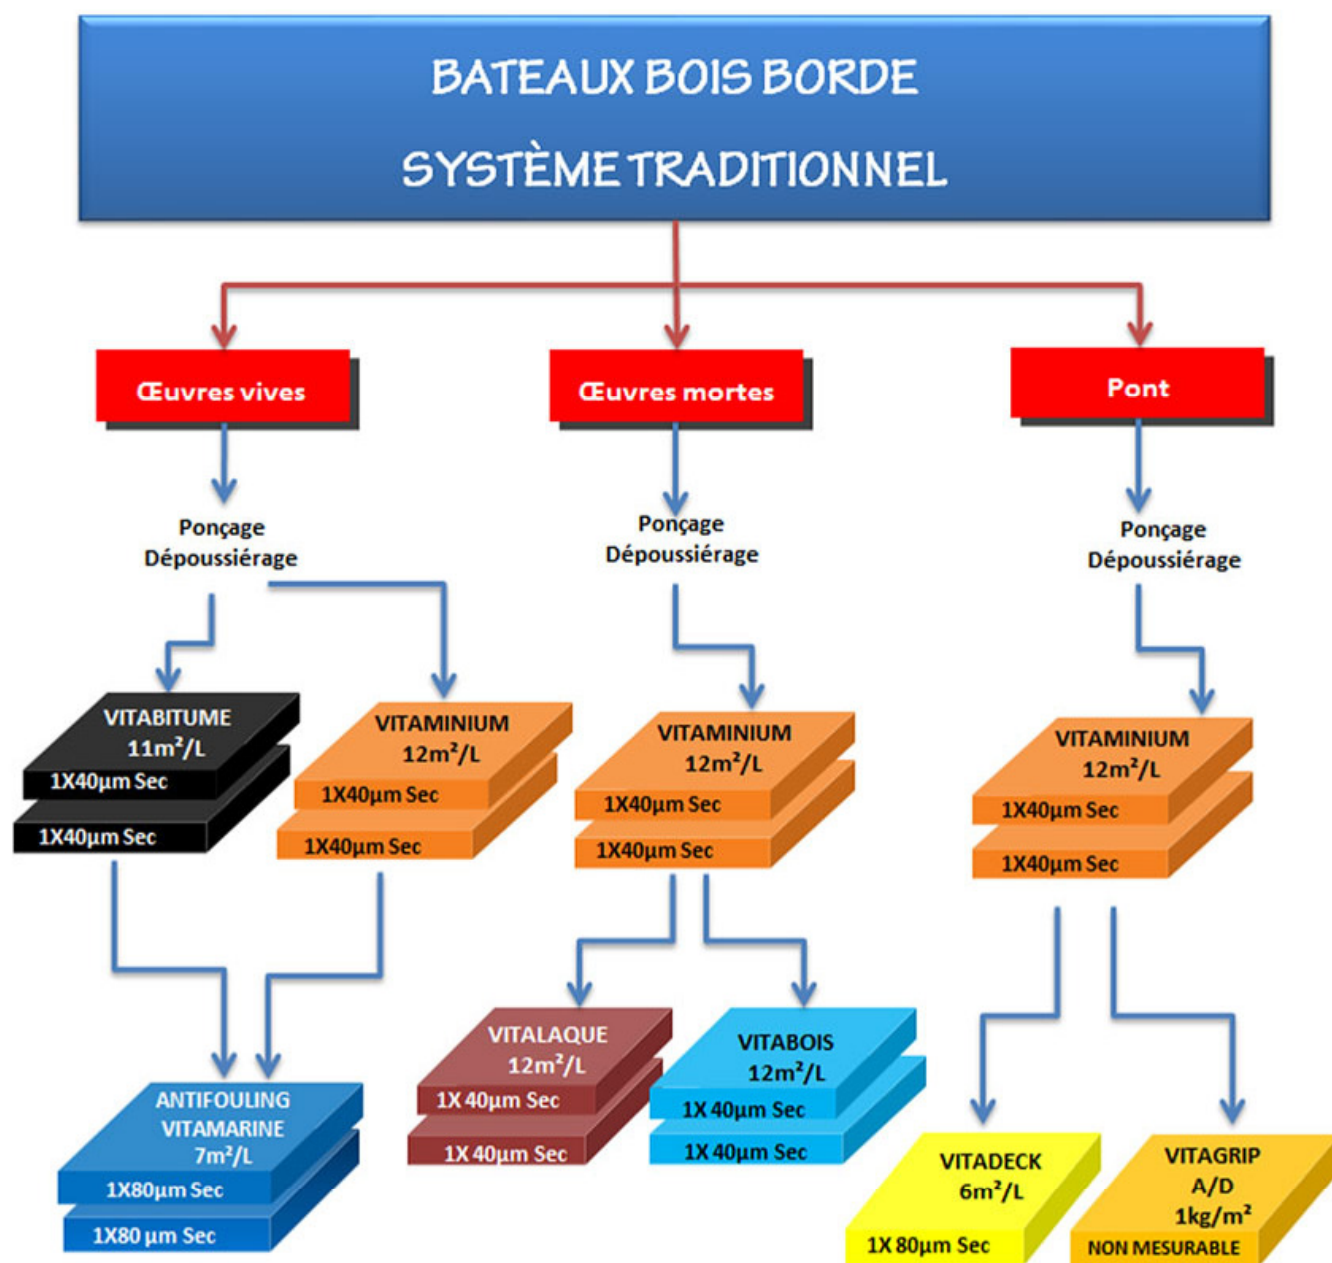 BATEAUX BOIS BORDE
SYSTÈME TRADITIONNEL
Œuvres vives
Œuvres mortes
Pont
Ponçage
Dépoussiérage
Ponçage
Dépoussiérage
Ponçage
Dépoussiérage
VITABITUME
11m²/L
1X40µm Sec
1X40µm Sec
VITAMINIUM
12m²/L
1X40µm Sec
1X40µm Sec
VITAMINIUM
12m²/L
1X40µm Sec
1X40µm Sec
VITAMINIUM
12m²/L
1X40µm Sec
1X40µm Sec
ANTIFOULING
VITAMARINE
7m²/L
1X80µm Sec
1X80 µm Sec
VITALAQUE
12m²/L
1X 40µm Sec
1X 40µm Sec
VITABOIS
12m²/L
1X 40µm Sec
1X 40µm Sec
VITADECK
6m²/L
1X 80µm Sec
VITAGRIP
A/D
1kg/m²
NON MESURABLE